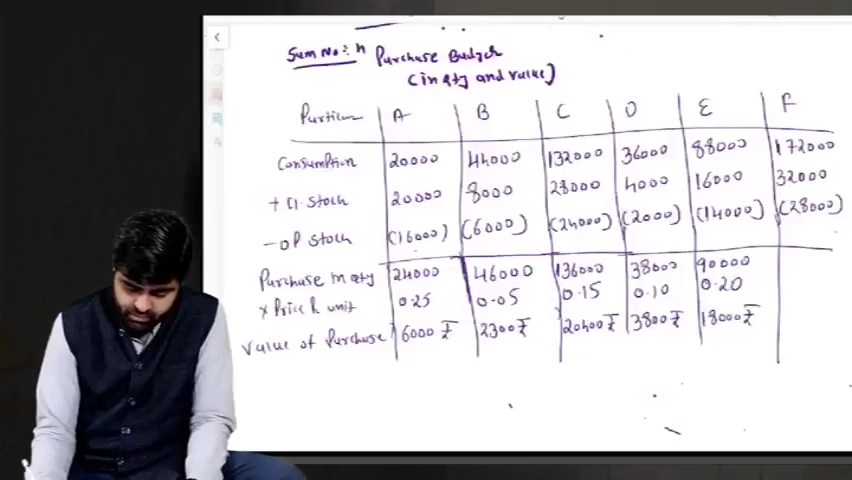 Sum No: 4 Purchase Budget
(in qty and value)
Particu A B C D E F
Consumption 20000 44000 132000 36000 88000 172000
+ Cl. Stock 20000 8000 28000 4000 16000 32000
- OP Stock (16000) (6000) (24000) (2000) (14000) (28000)
Purchase in qty 24000 46000 136000 38000 90000
x Price P. unit 0.25 0.05 0.15 0.10 0.20
Value of Purchase 6000 ₹ 2300 ₹ 20400 ₹ 3800 ₹ 18000 ₹